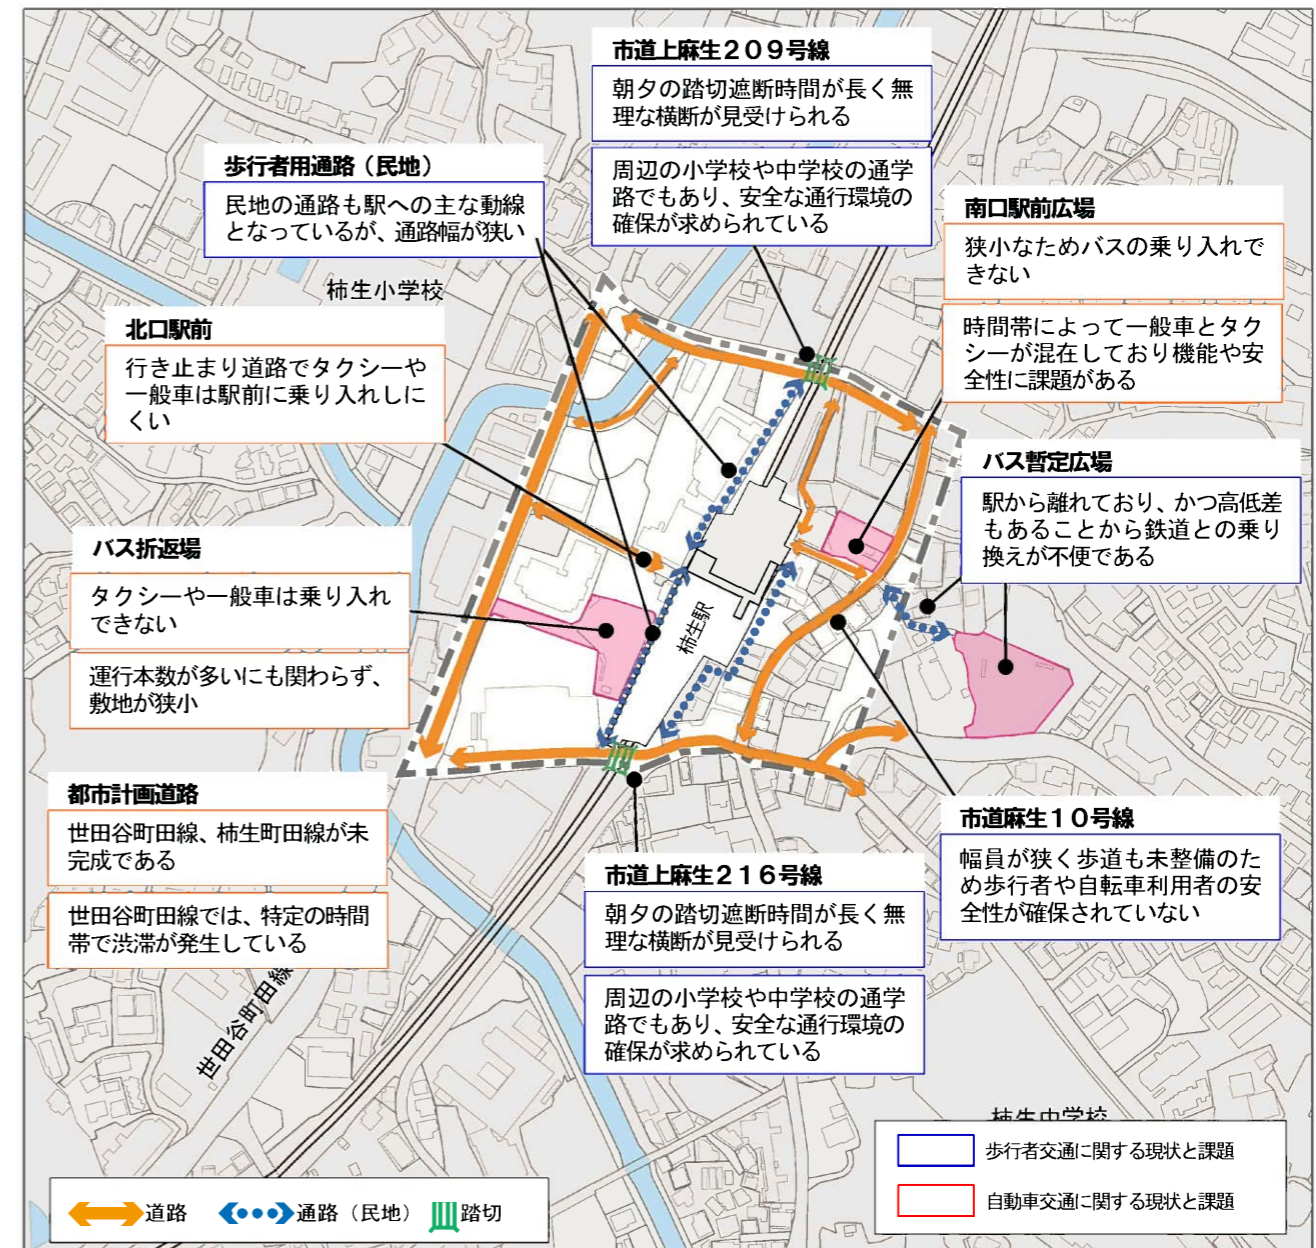 市道上麻生209号線
朝夕の踏切遮断時間が長く無
理な横断が見受けられる
周辺の小学校や中学校の通学
路でもあり、安全な通行環境の
確保が求められている
歩行者用通路（民地）
民地の通路も駅への主な動線
となっているが、通路幅が狭い
南口駅前広場
狭小なためバスの乗り入れで
きない
時間帯によって一般車とタク
シーが混在しており機能や安
全性に課題がある
柿生小学校
北口駅前
行き止まり道路でタクシーや
一般車は駅前に乗り入れしに
くい
バス暫定広場
駅から離れており、かつ高低差
もあることから鉄道との乗り
換えが不便である
バス折返場
タクシーや一般車は乗り入れ
できない
運行本数が多いにも関わらず、
敷地が狭小
柿生駅
都市計画道路
世田谷町田線、柿生町田線が未
完成である
世田谷町田線では、特定の時間
帯で渋滞が発生している
世田谷町田線
市道上麻生216号線
朝夕の踏切遮断時間が長く無
理な横断が見受けられる
周辺の小学校や中学校の通学
路でもあり、安全な通行環境の
確保が求められている
市道麻生10号線
幅員が狭く歩道も未整備のた
め歩行者や自転車利用者の安
全性が確保されていない
柿生中学校
歩行者交通に関する現状と課題
自動車交通に関する現状と課題
道路
通路（民地）
踏切